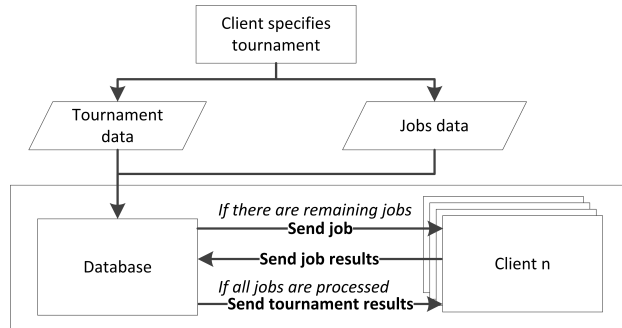 Client specifies
tournament
Tournament
data
Jobs data
If there are remaining jobs
Send job
Database
Send job results
Client n
If all jobs are processed
Send tournament results